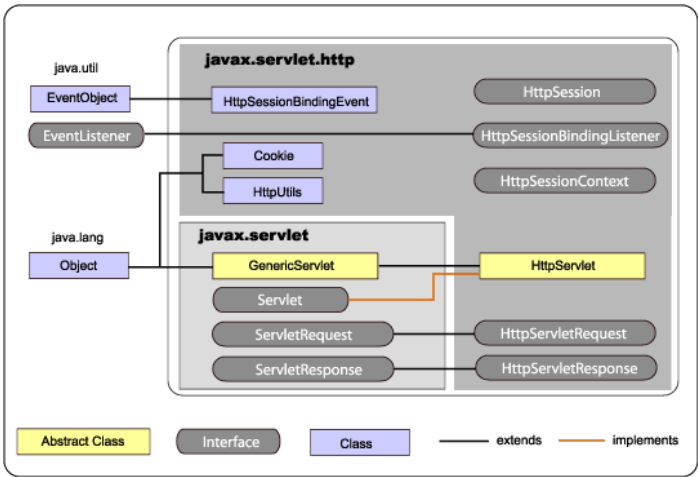 javax.servlet.http
java.util
EventObject
HttpSessionBindingEvent
HttpSession
EventListener
HttpSessionBindingListener
Cookie
HttpSessionContext
HttpUtils
java.lang
javax.servlet
Object
GenericServlet
HttpServlet
Servlet
ServletRequest
HttpServletRequest
ServletResponse
HttpServletResponse
Abstract Class
Interface
Class
extends
implements